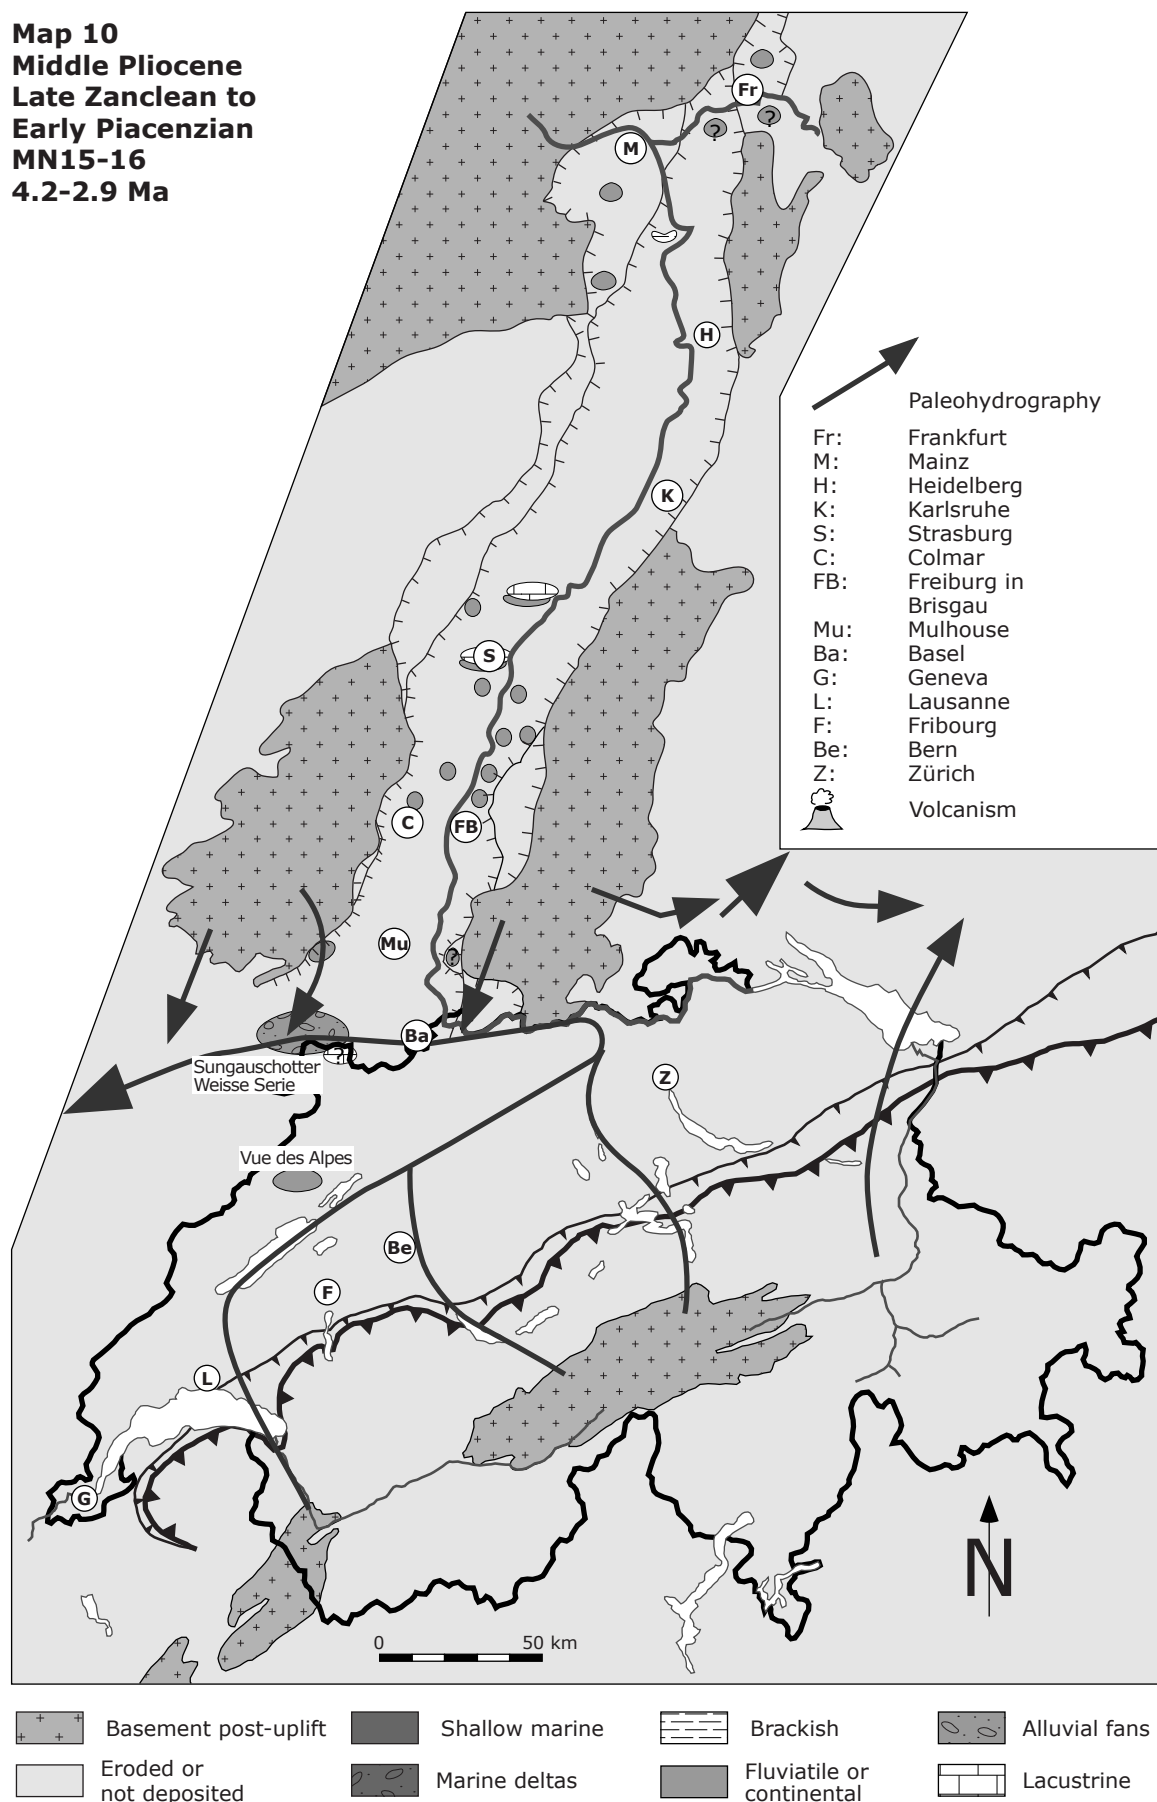 Map 10
Middle Pliocene
Late Zanclean to
Early Piacenzian
MN15-16
4.2-2.9 Ma
Fr
?
?
M
H
K
S
C
FB
Mu
?
Ba
?
Sungauschotter
Weisse Serie
Z
Vue des Alpes
Be
F
L
G
Paleohydrography
Fr: Frankfurt
M: Mainz
H: Heidelberg
K: Karlsruhe
S: Strasburg
C: Colmar
FB: Freiburg in
Brisgau
Mu: Mulhouse
Ba: Basel
G: Geneva
L: Lausanne
F: Fribourg
Be: Bern
Z: Zürich
Volcanism
N
0 50 km
Basement post-uplift
Shallow marine
Brackish
Alluvial fans
Eroded or
not deposited
Marine deltas
Fluviatile or
continental
Lacustrine